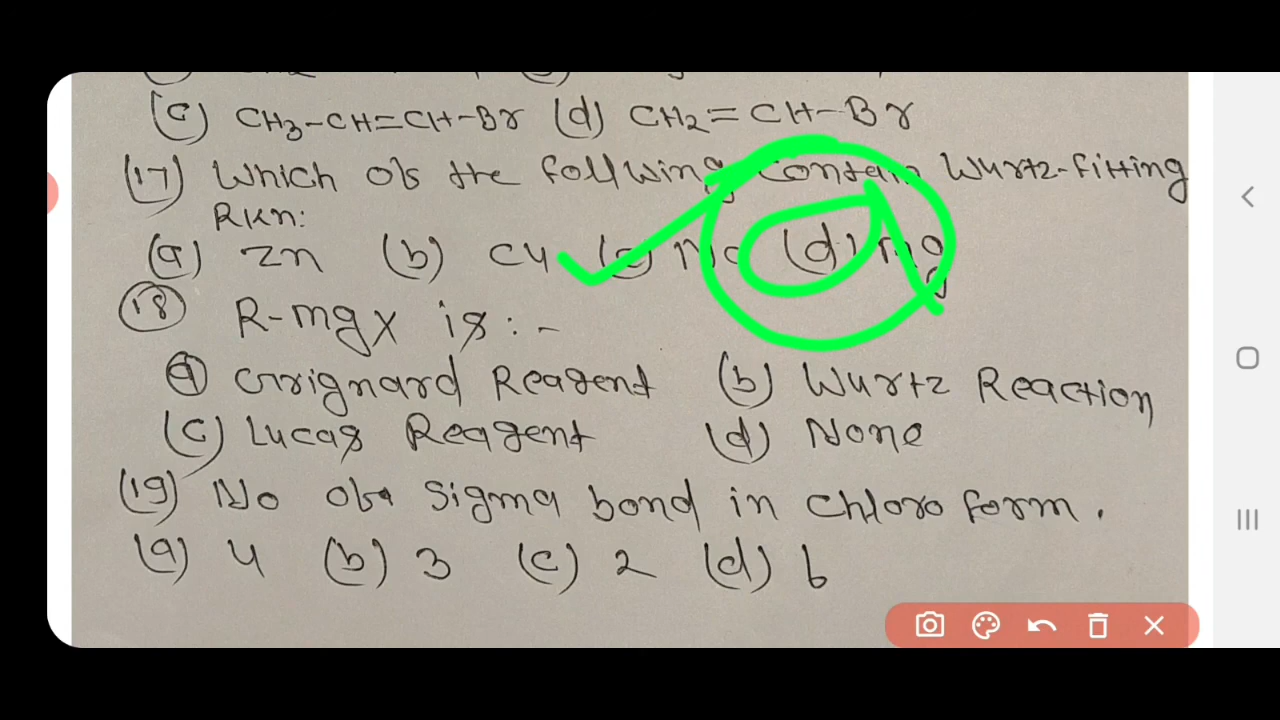 (c) CH3-CH=CH-Br (d) CH2=CH-Br
(17) Which ob the follwing contain Wurtz-fitting
Rxn:
(a) Zn (b) Cu (c) Na (d) mg
(18) R-mgX is:-
(a) Grignard Reagent (b) Wurtz Reaction
(c) Lucas Reagent (d) None
(19) No ob sigma bond in Chloro form.
(a) 4 (b) 3 (c) 2 (d) 6